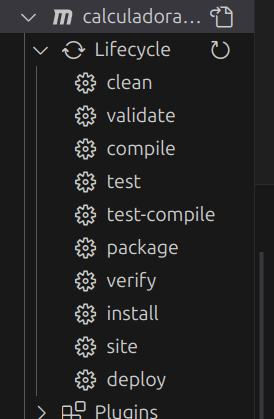 calculadora...
Lifecycle
clean
validate
compile
test
test-compile
package
verify
install
site
deploy
Plugins